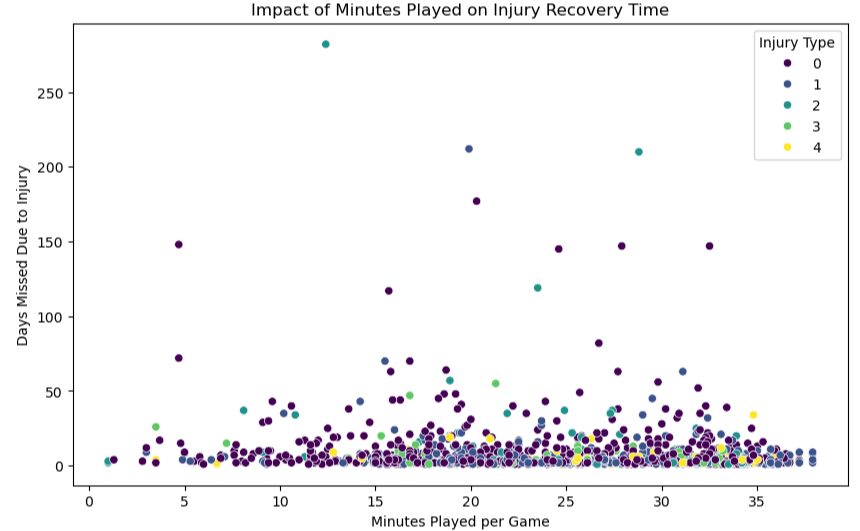 Impact of Minutes Played on Injury Recovery Time
Injury Type
0
1
2
3
4
Days Missed Due to Injury
250
200
150
100
50
0
0 5 10 15 20 25 30 35
Minutes Played per Game